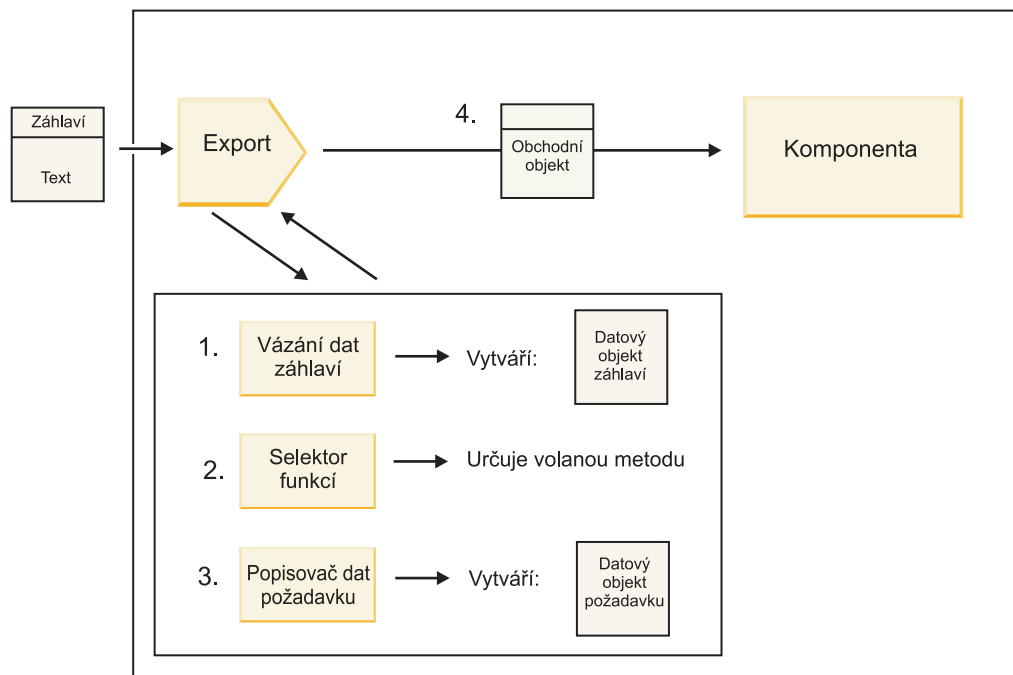 Záhlaví
Text
Export
4.
Obchodní
objekt
Komponenta
1.
Vázání dat
záhlaví
Vytváří:
Datový
objekt
záhlaví
2.
Selektor
funkcí
Určuje volanou metodu
3.
Popisovač dat
požadavku
Vytváří:
Datový
objekt
požadavku